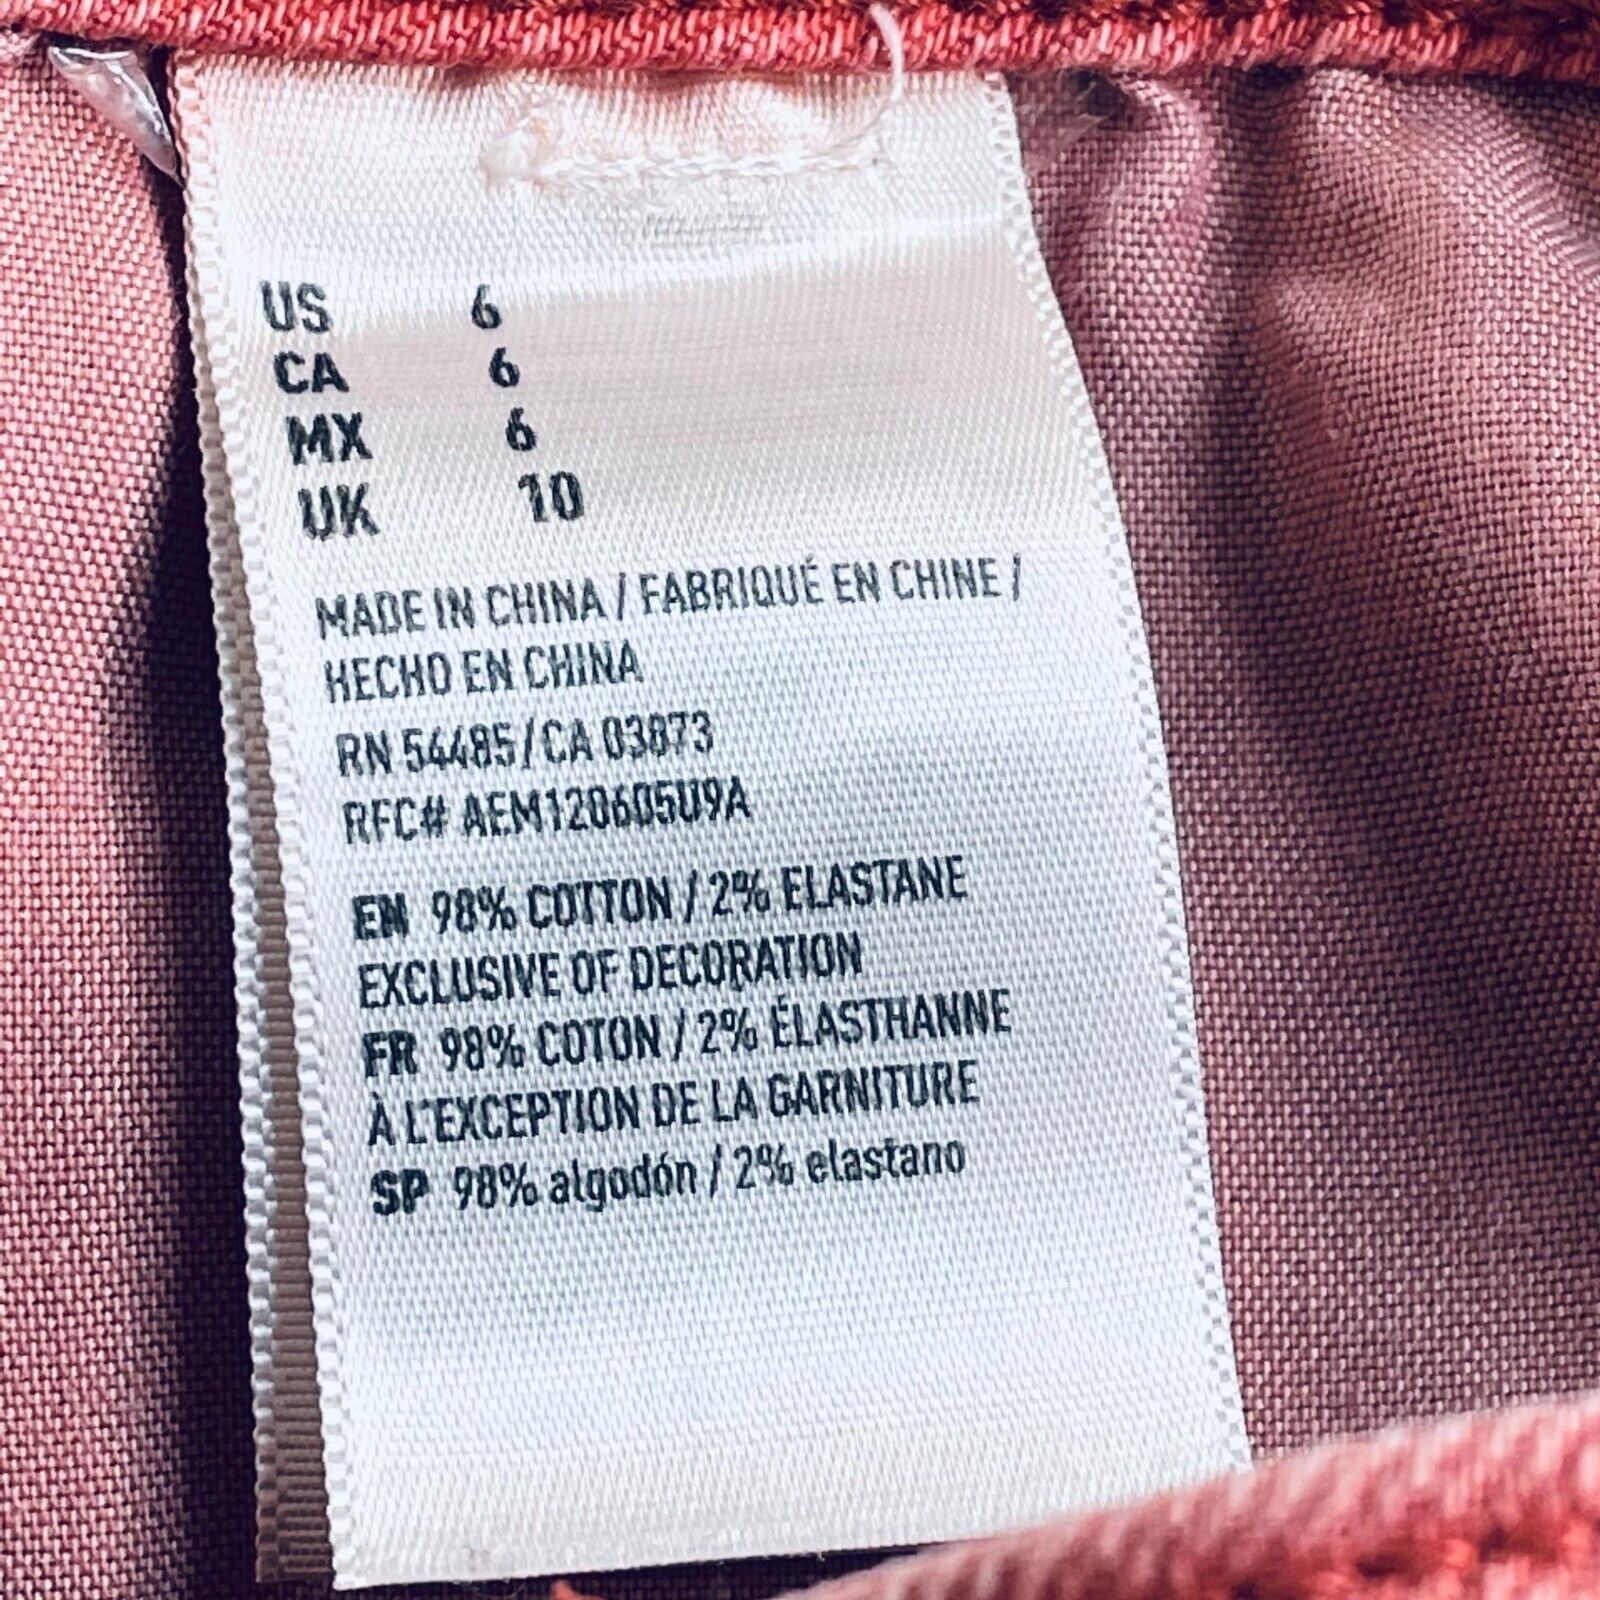 US 6
CA 6
MX 6
UK 10
MADE IN CHINA / FABRIQUÉ EN CHINE /
HECHO EN CHINA
RN 54485 / CA 03873
RFC# AEM120605U9A
EN 98% COTTON / 2% ELASTANE
EXCLUSIVE OF DECORATION
FR 98% COTON / 2% ÉLASTHANNE
À L'EXCEPTION DE LA GARNITURE
SP 98% algodón / 2% elastano